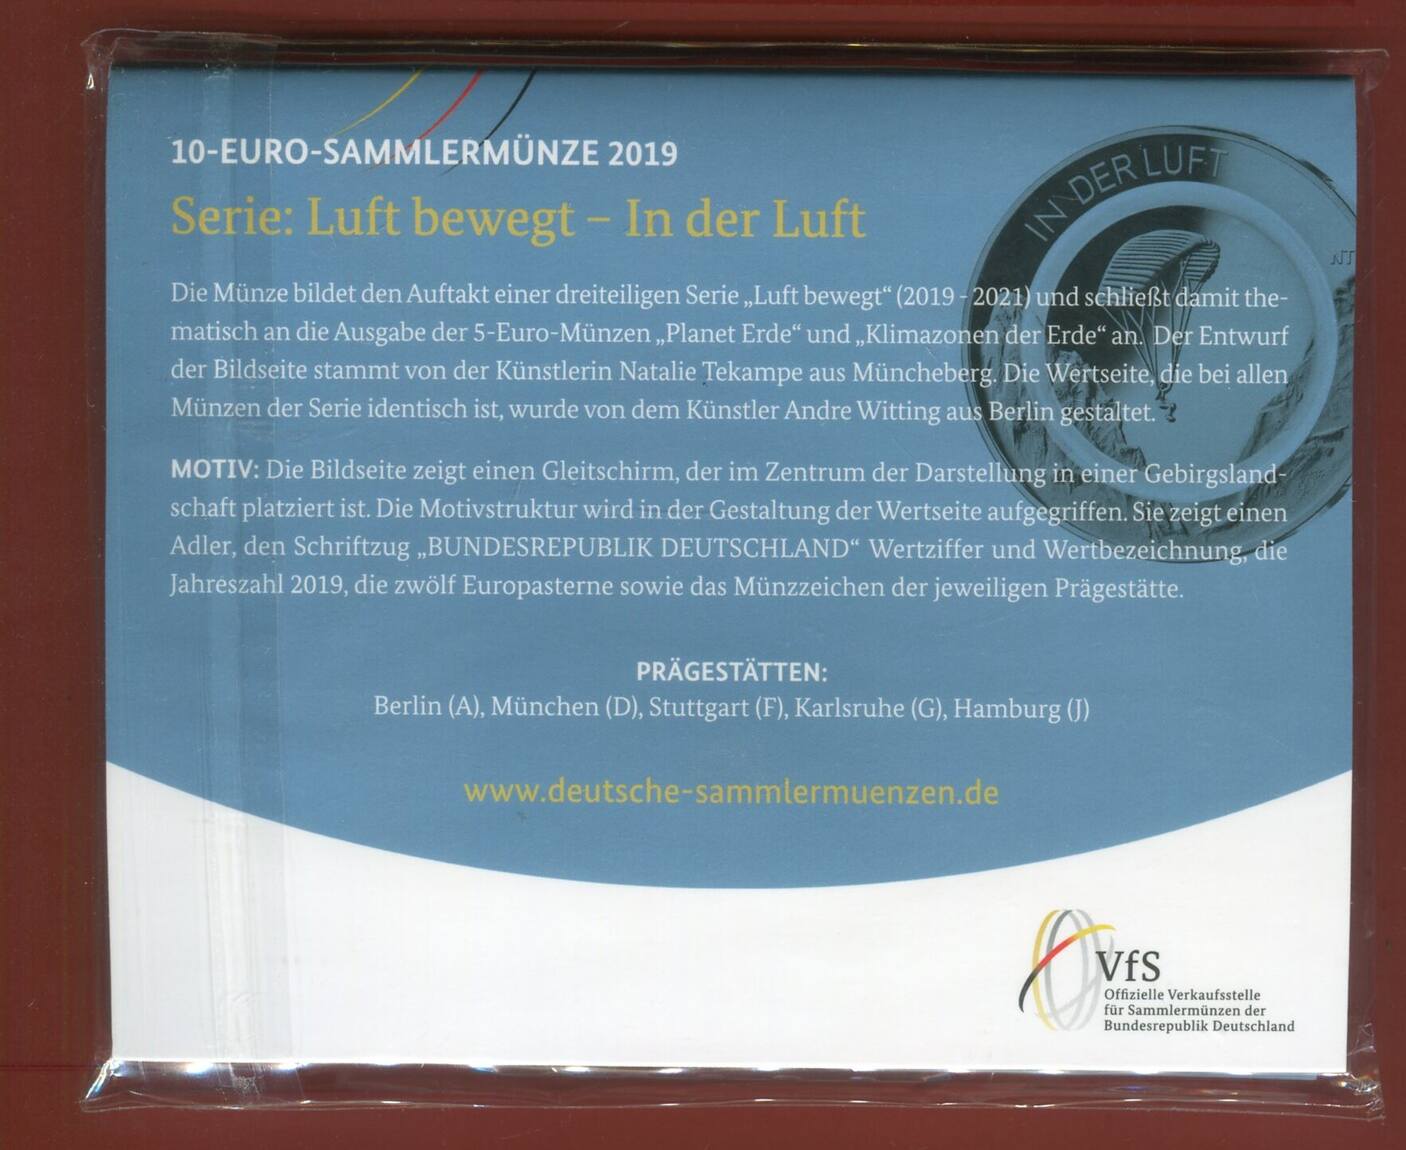 10-EURO-SAMMLERMÜNZE 2019
Serie: Luft bewegt – In der Luft
IN DER LUFT
NT
Die Münze bildet den Auftakt einer dreiteiligen Serie „Luft bewegt“ (2019 - 2021) und schließt damit the-
matisch an die Ausgabe der 5-Euro-Münzen „Planet Erde“ und „Klimazonen der Erde“ an. Der Entwurf
der Bildseite stammt von der Künstlerin Natalie Tekampe aus Müncheberg. Die Wertseite, die bei allen
Münzen der Serie identisch ist, wurde von dem Künstler Andre Witting aus Berlin gestaltet.
MOTIV: Die Bildseite zeigt einen Gleitschirm, der im Zentrum der Darstellung in einer Gebirgsland-
schaft platziert ist. Die Motivstruktur wird in der Gestaltung der Wertseite aufgegriffen. Sie zeigt einen
Adler, den Schriftzug „BUNDESREPUBLIK DEUTSCHLAND“ Wertziffer und Wertbezeichnung, die
Jahreszahl 2019, die zwölf Europasterne sowie das Münzzeichen der jeweiligen Prägestätte.
PRÄGESTÄTTEN:
Berlin (A), München (D), Stuttgart (F), Karlsruhe (G), Hamburg (J)
www.deutsche-sammlermuenzen.de
VfS
Offizielle Verkaufsstelle
für Sammlermünzen der
Bundesrepublik Deutschland